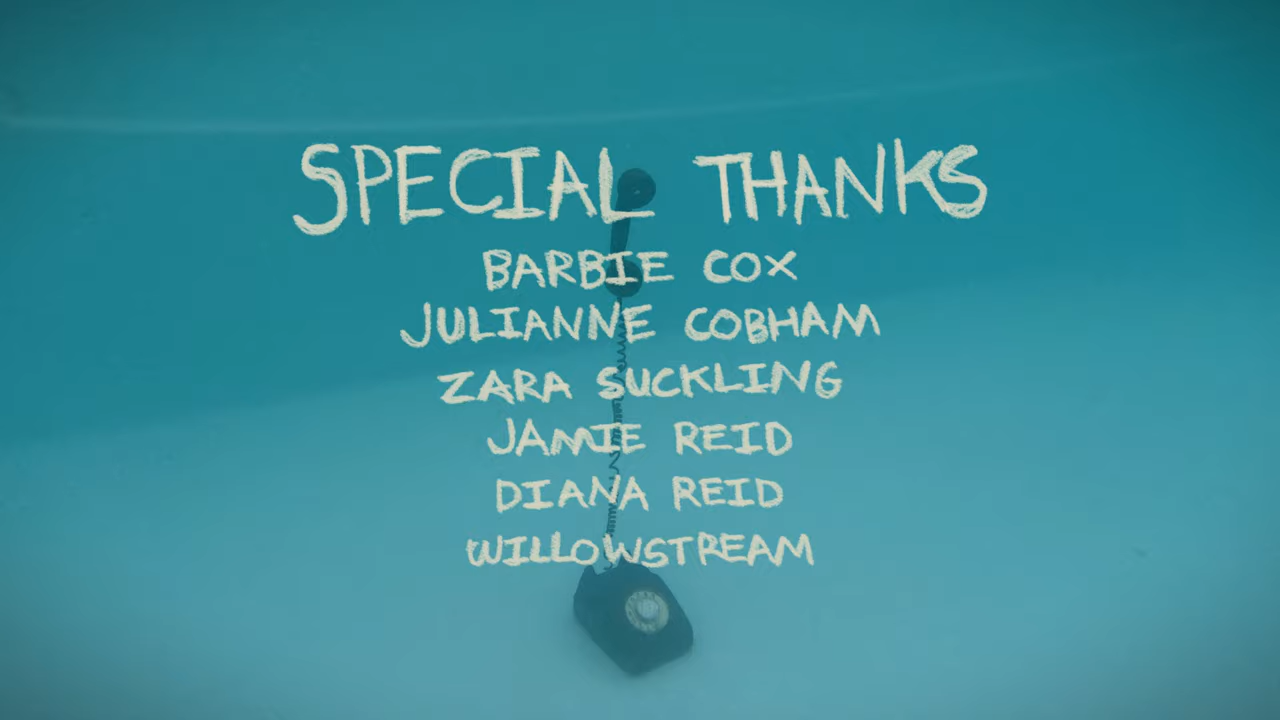 SPECIAL THANKS
BARBIE COX
JULIANNE COBHAM
ZARA SUCKLING
JAMIE REID
DIANA REID
WILLOWSTREAM